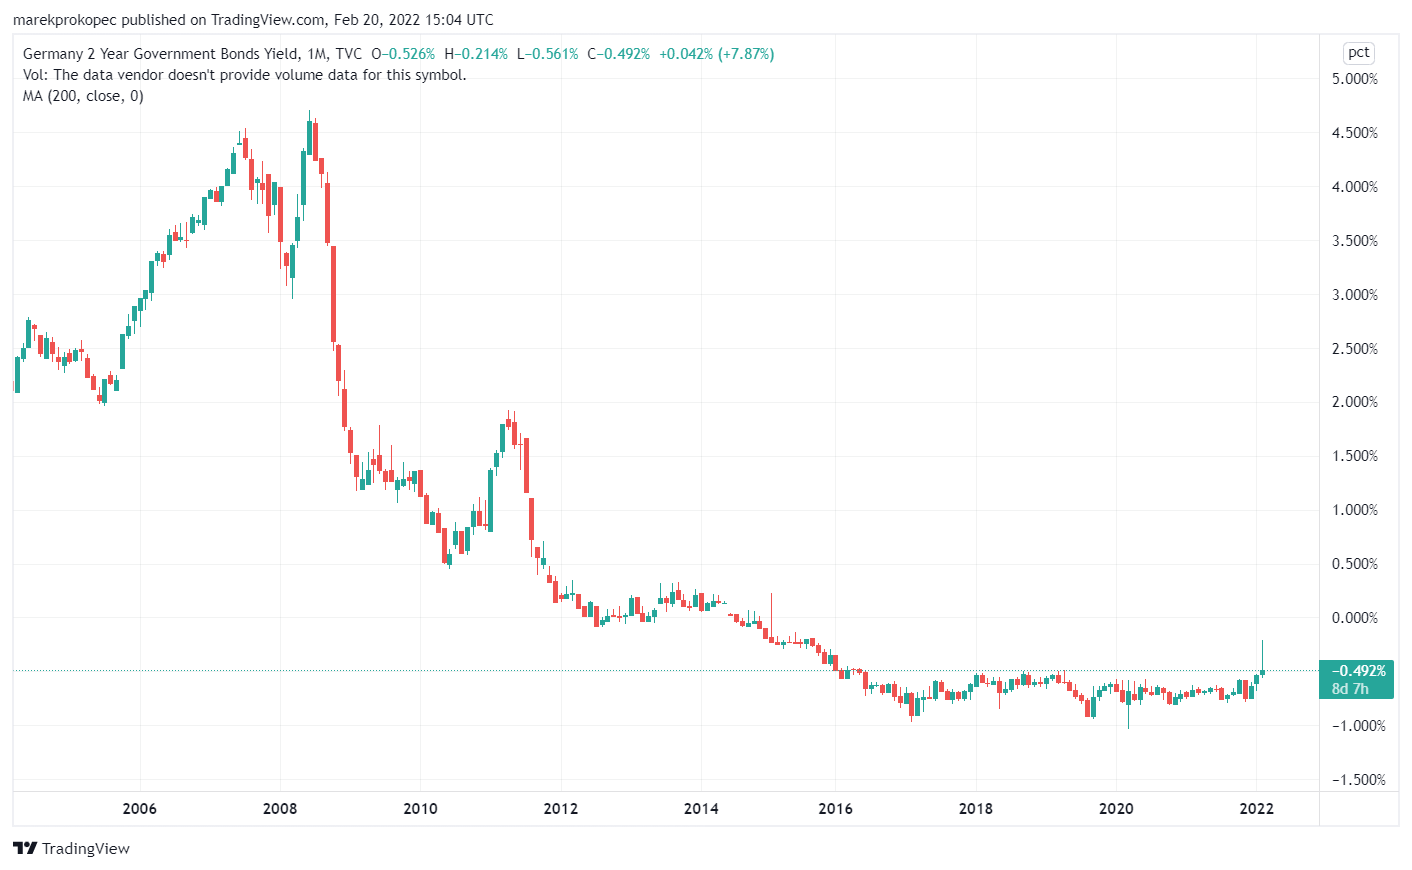 marekprokopec published on TradingView.com, Feb 20, 2022 15:04 UTC
Germany 2 Year Government Bonds Yield, 1M, TVC O−0.526% H−0.214% L−0.561% C−0.492% +0.042% (+7.87%)
Vol: The data vendor doesn't provide volume data for this symbol.
MA (200, close, 0)
pct
5.000%
4.500%
4.000%
3.500%
3.000%
2.500%
2.000%
1.500%
1.000%
0.500%
0.000%
−0.492%
8d 7h
−1.000%
−1.500%
2006 2008 2010 2012 2014 2016 2018 2020 2022
TradingView